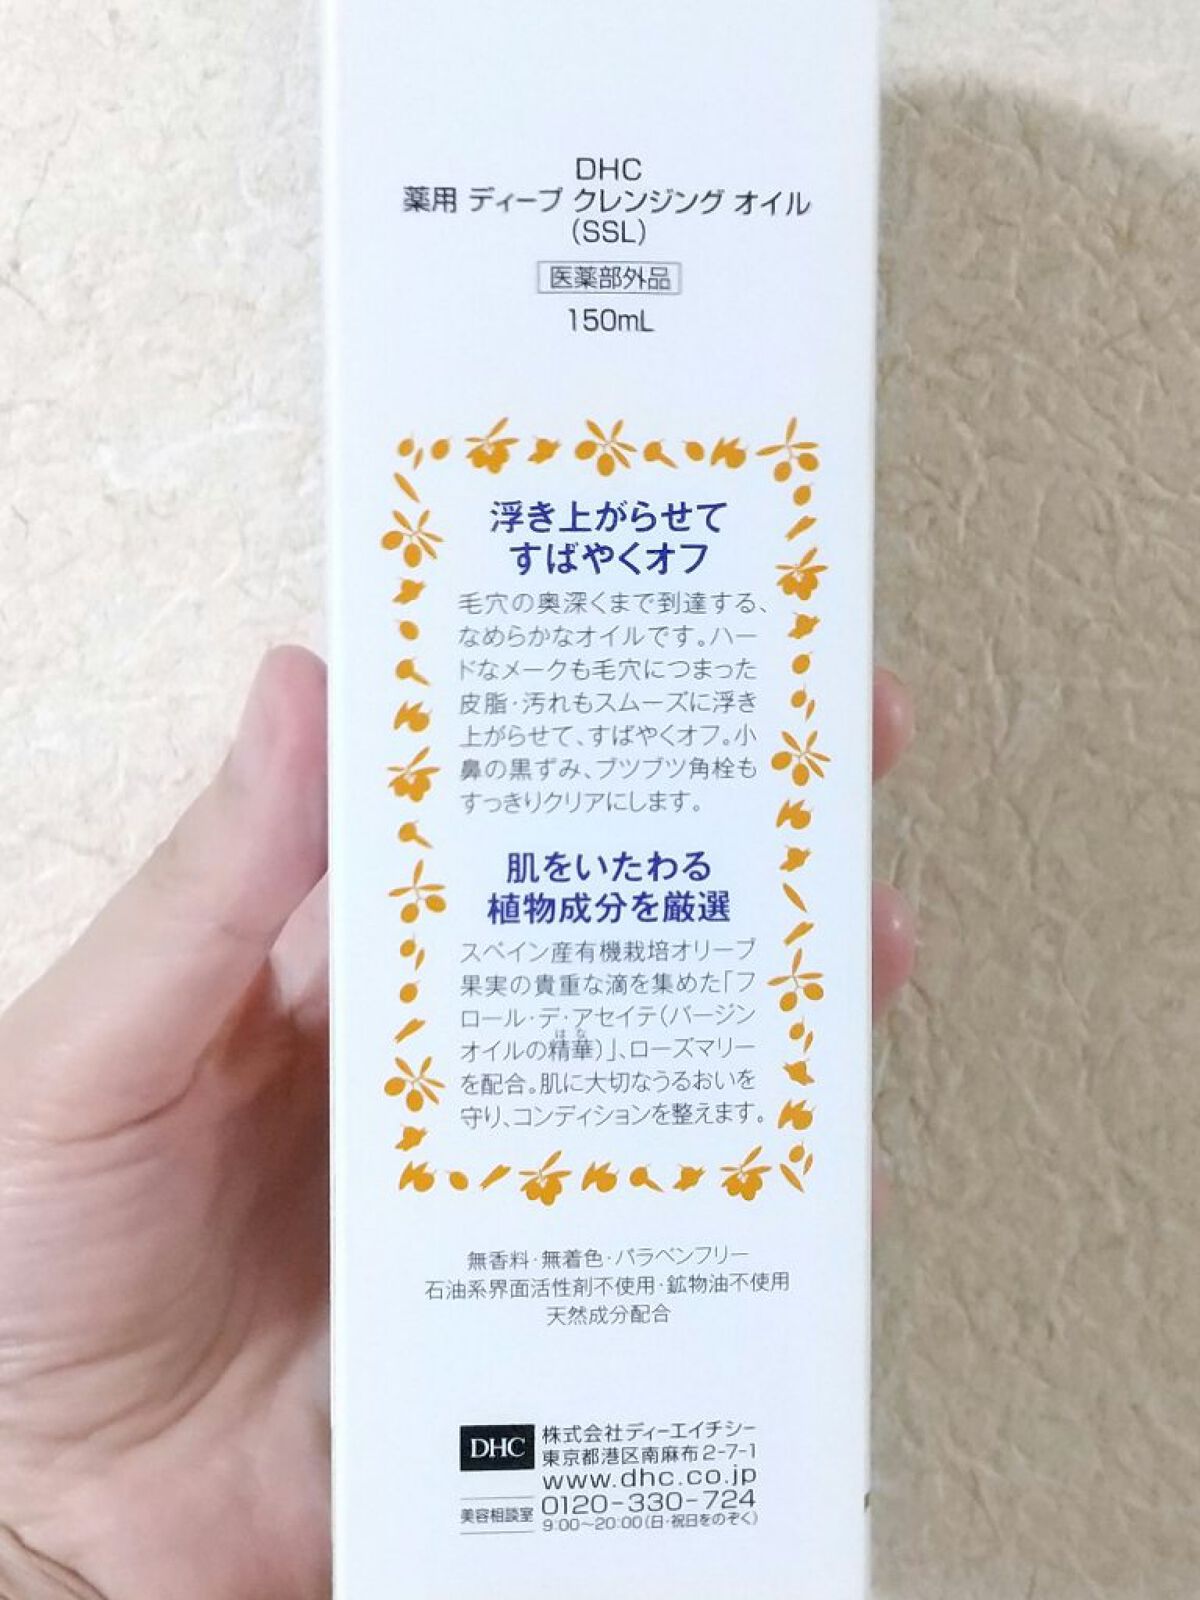 DHC
薬用 ディープ クレンジング オイル
(SSL)
医薬部外品
150mL
浮き上がらせて
すばやくオフ
毛穴の奥深くまで到達する、
なめらかなオイルです。ハー
ドなメークも毛穴につまった
皮脂・汚れもスムーズに浮き
上がらせて、すばやくオフ。小
鼻の黒ずみ、ブツブツ角栓も
すっきりクリアにします。
肌をいたわる
植物成分を厳選
スペイン産有機栽培オリーブ
果実の貴重な滴を集めた「フ
ロール・デ・アセイテ(バージン
はな
オイルの精華)」、ローズマリー
を配合。肌に大切なうるおいを
守り、コンディションを整えます。
無香料・無着色・パラベンフリー
石油系界面活性剤不使用・鉱物油不使用
天然成分配合
DHC 株式会社ディーエイチシー
東京都港区南麻布2-7-1
www.dhc.co.jp
美容相談室 0120-330-724
9:00〜20:00(日・祝日をのぞく)